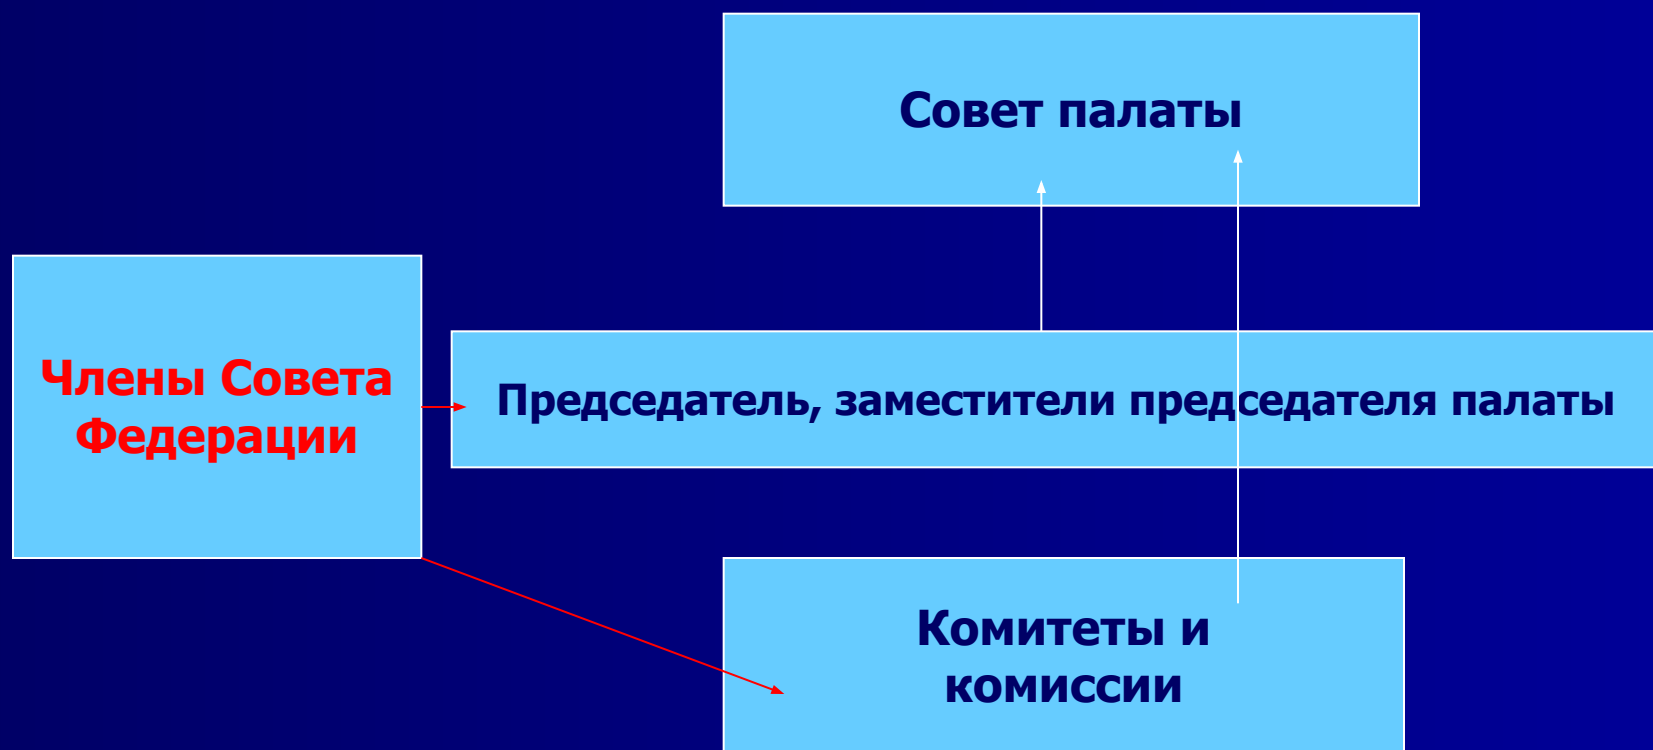 Совет палаты
Члены Совета
Федерации
Председатель, заместители председателя палаты
Комитеты и
комиссии